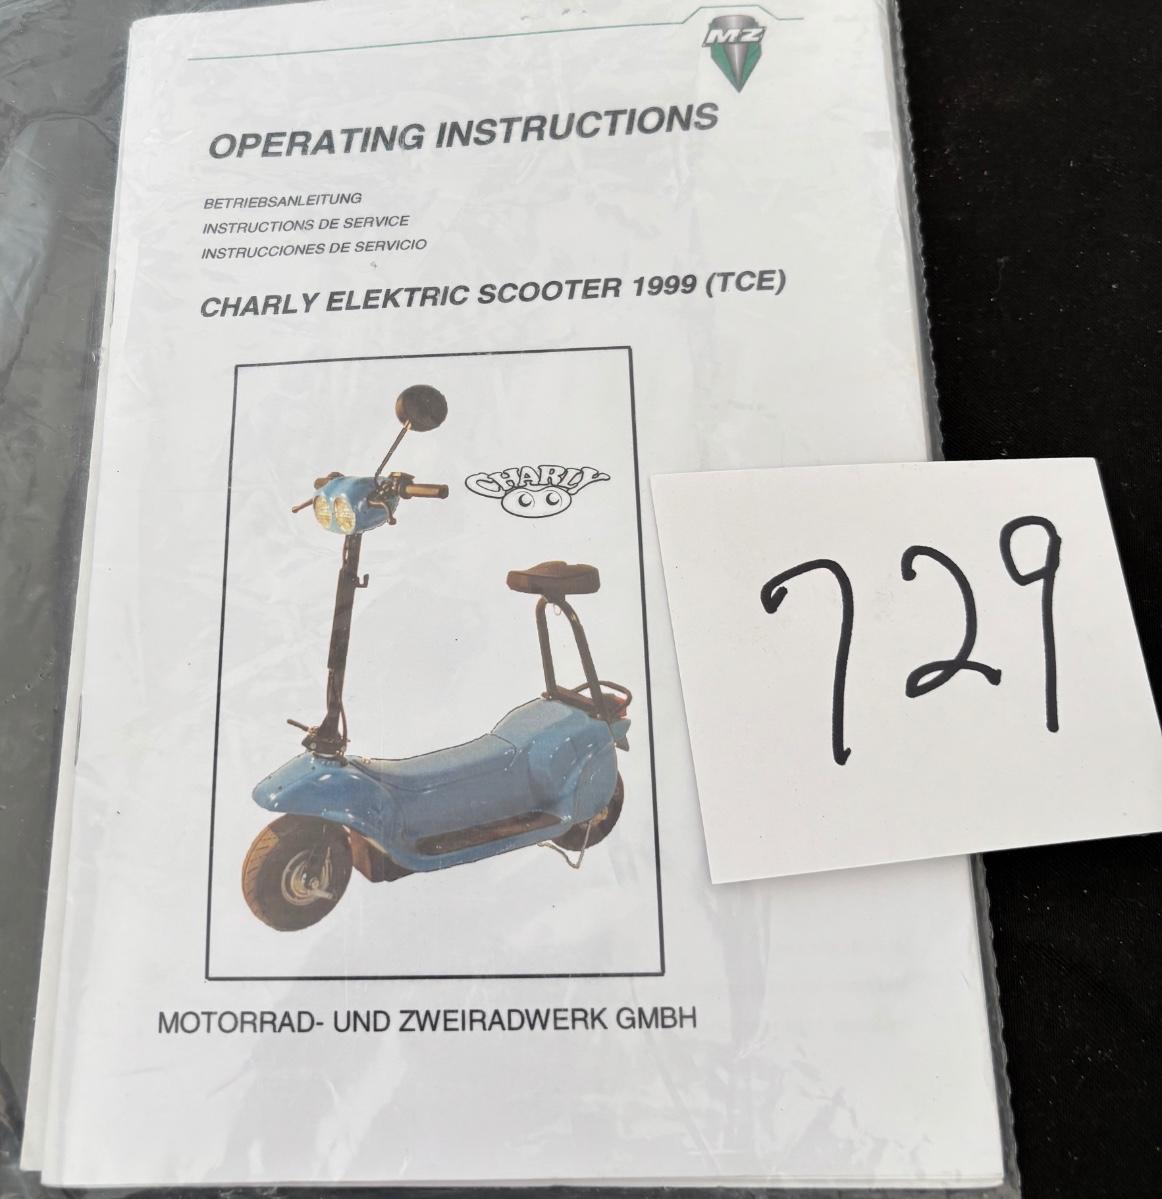 MZ
OPERATING INSTRUCTIONS
BETRIEBSANLEITUNG
INSTRUCTIONS DE SERVICE
INSTRUCCIONES DE SERVICIO
CHARLY ELEKTRIC SCOOTER 1999 (TCE)
CHARLY
729
MOTORRAD- UND ZWEIRADWERK GMBH